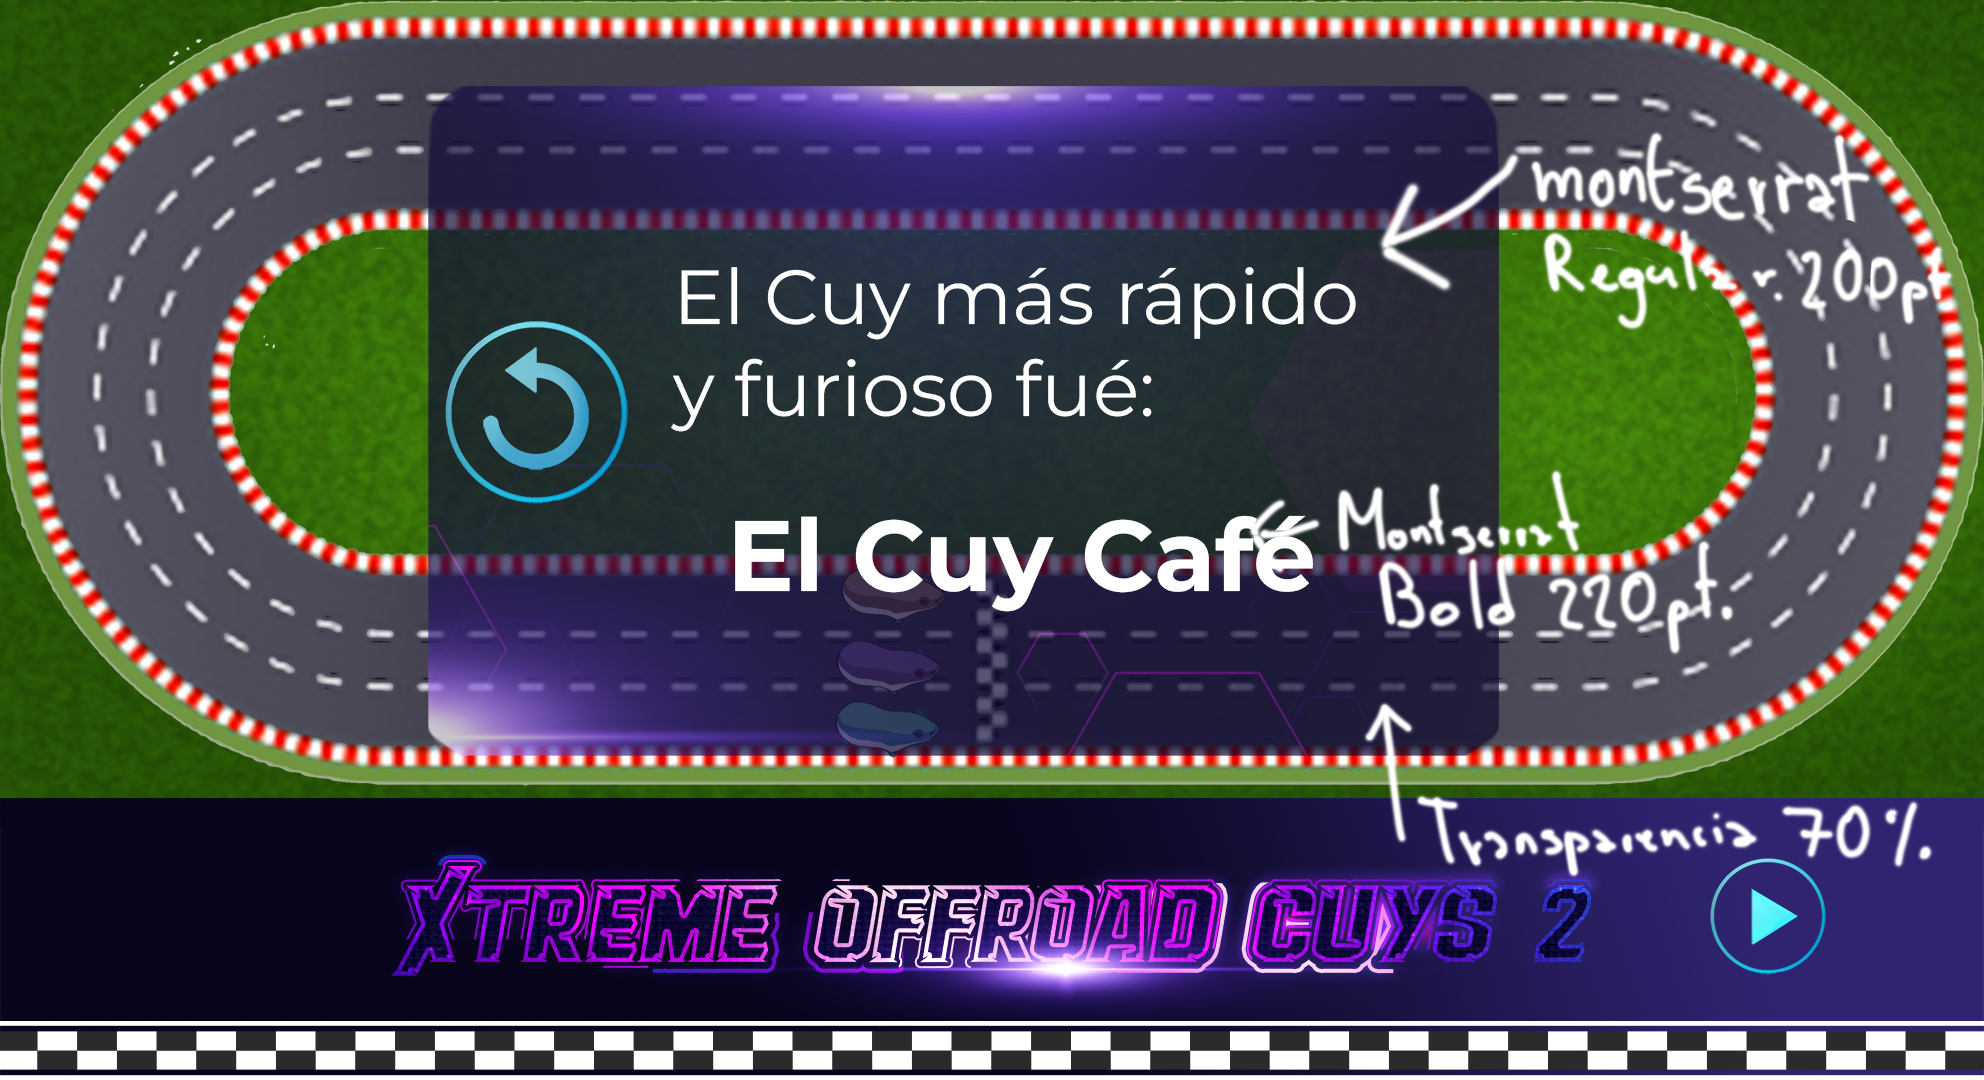 montserrat
Regular. 200pt
El Cuy más rápido
y furioso fué:
El Cuy Café
Montserrat
Bold 220pt.
Transparencia 70%.
XTREME OFFROAD CUYS 2